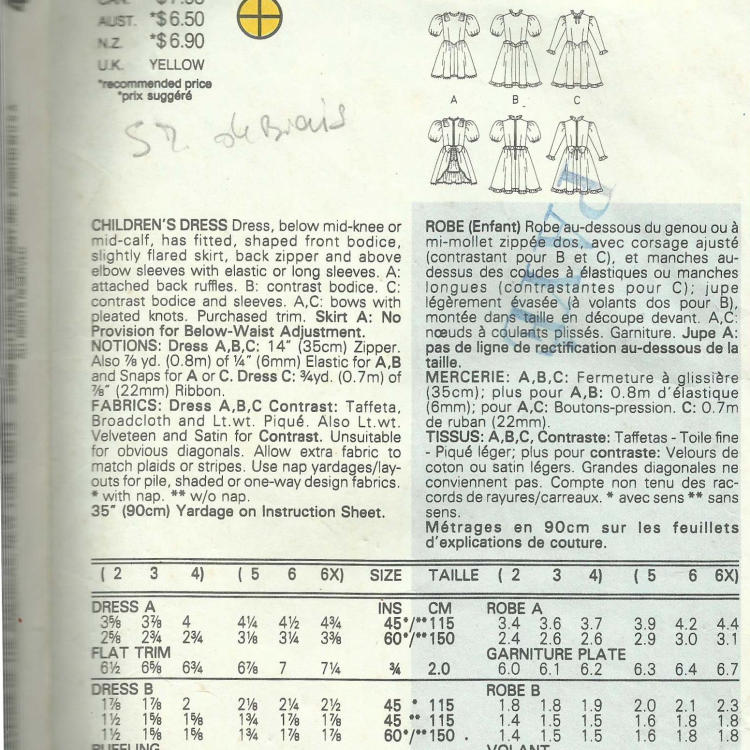 AUST. *$6.50
N.Z. *$6.90
U.K. YELLOW
*recommended price
*prix suggéré
A B C
CHILDREN'S DRESS Dress, below mid-knee or
mid-calf, has fitted, shaped front bodice,
slightly flared skirt, back zipper and above
elbow sleeves with elastic or long sleeves. A:
attached back ruffles. B: contrast bodice. C:
contrast bodice and sleeves. A,C: bows with
pleated knots. Purchased trim. Skirt A: No
Provision for Below-Waist Adjustment.
NOTIONS: Dress A,B,C: 14" (35cm) Zipper.
Also ⅞ yd. (0.8m) of ¼" (6mm) Elastic for A,B
and Snaps for A or C. Dress C: ¾yd. (0.7m) of
⅞" (22mm) Ribbon.
FABRICS: Dress A,B,C Contrast: Taffeta,
Broadcloth and Lt.wt. Piqué. Also Lt.wt.
Velveteen and Satin for Contrast. Unsuitable
for obvious diagonals. Allow extra fabric to
match plaids or stripes. Use nap yardages/lay-
outs for pile, shaded or one-way design fabrics.
* with nap. ** w/o nap.
35" (90cm) Yardage on Instruction Sheet.
ROBE (Enfant) Robe au-dessous du genou ou à
mi-mollet zippée dos, avec corsage ajusté
(contrastant pour B et C), et manches au-
dessus des coudes à élastiques ou manches
longues (contrastantes pour C); jupe
légèrement évasée (à volants dos pour B),
montée dans taille en découpe devant. A,C:
nœuds à coulants plissés. Garniture. Jupe A:
pas de ligne de rectification au-dessous de la
taille.
MERCERIE: A,B,C: Fermeture à glissière
(35cm); plus pour A,B: 0.8m d'élastique
(6mm); pour A,C: Boutons-pression. C: 0.7m
de ruban (22mm).
TISSUS: A,B,C, Contraste: Taffetas - Toile fine
- Piqué léger; plus pour contraste: Velours de
coton ou satin légers. Grandes diagonales ne
conviennent pas. Compte non tenu des rac-
cords de rayures/carreaux. * avec sens ** sans
sens.
Métrages en 90cm sur les feuillets
d'explications de couture.
( 2 3 4) ( 5 6 6X) SIZE TAILLE ( 2 3 4) ( 5 6 6X)
DRESS A INS CM ROBE A
3⅝ 3⅞ 4 4¼ 4½ 4¾ 45*/**115 3.4 3.6 3.7 3.9 4.2 4.4
2⅝ 2¾ 2¾ 3⅛ 3¼ 3⅜ 60*/**150 2.4 2.6 2.6 2.9 3.0 3.1
FLAT TRIM GARNITURE PLATE
6½ 6⅝ 6¾ 6⅞ 7 7¼ ¾ 2.0 6.0 6.1 6.2 6.3 6.4 6.7
DRESS B ROBE B
1⅞ 1⅞ 2 2⅛ 2¼ 2½ 45 * 115 1.8 1.8 1.9 2.0 2.1 2.3
1½ 1⅝ 1⅝ 1¾ 1⅞ 1⅞ 45 ** 115 1.4 1.5 1.5 1.6 1.8 1.8
1½ 1⅝ 1⅝ 1¾ 1⅞ 1⅞ 60*/**150 1.4 1.5 1.5 1.6 1.8 1.8
RUFFLING VOLANT